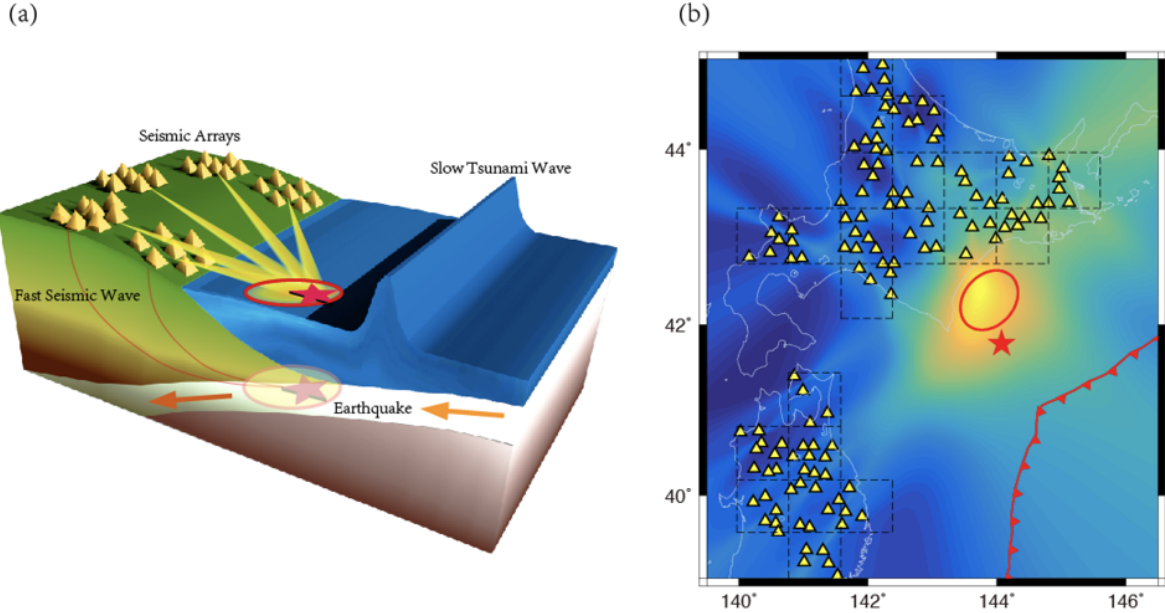 (a)
Seismic Arrays
Slow Tsunami Wave
Fast Seismic Wave
Earthquake
(b)
44°
42°
40°
140°
142°
144°
146°